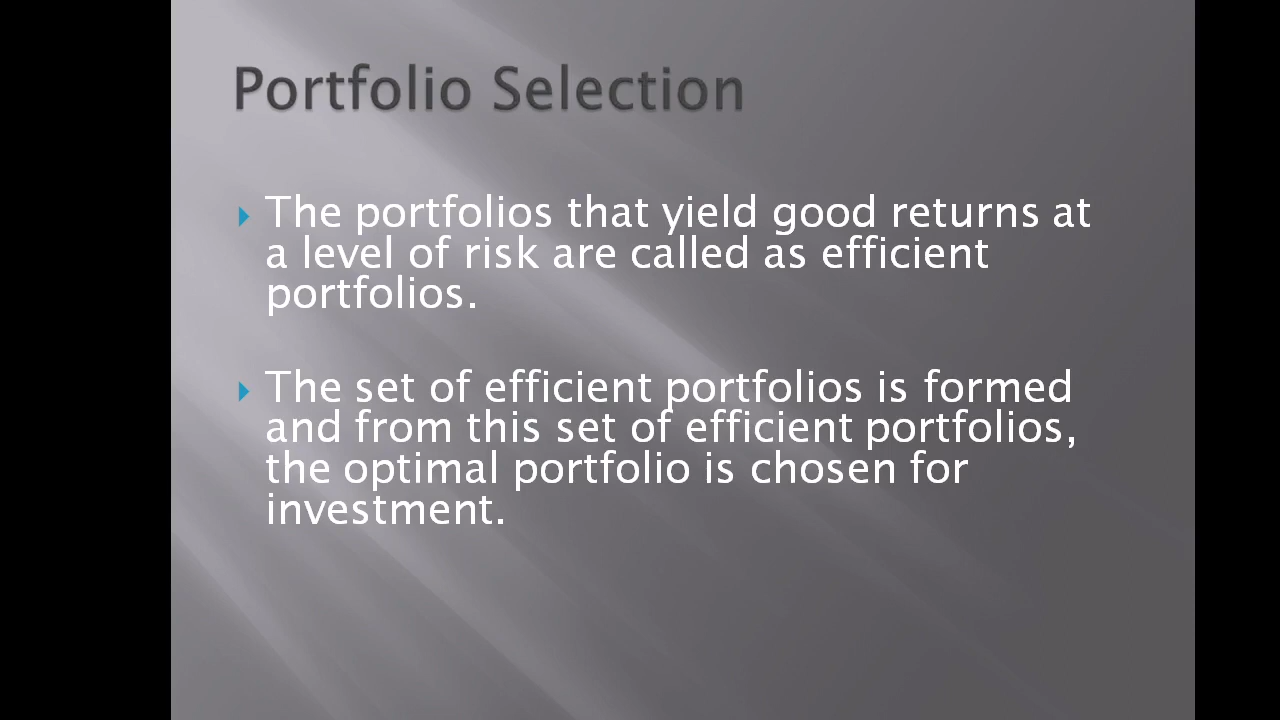 Portfolio Selection
The portfolios that yield good returns at
a level of risk are called as efficient
portfolios.
The set of efficient portfolios is formed
and from this set of efficient portfolios,
the optimal portfolio is chosen for
investment.